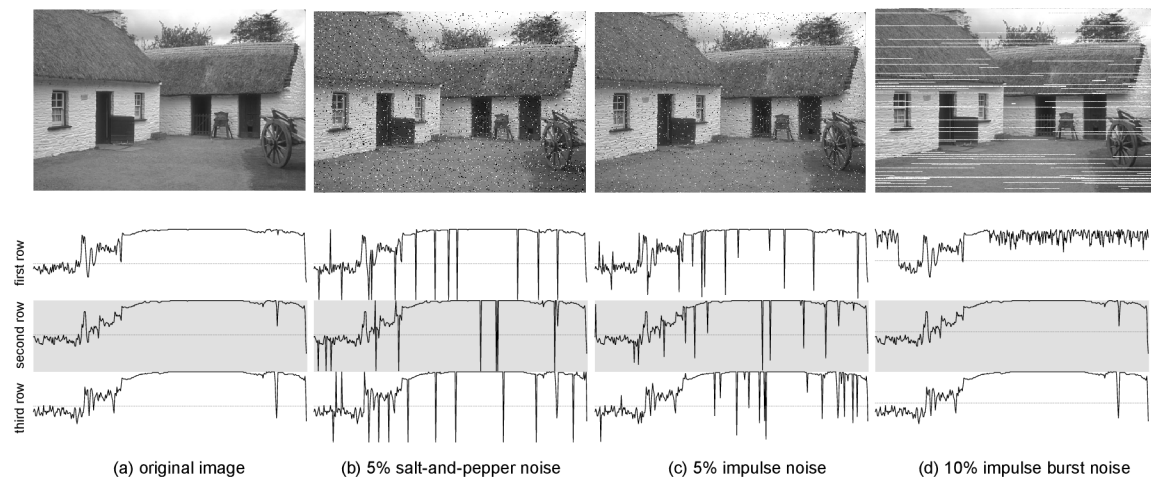 first row
second row
third row
(a) original image
(b) 5% salt-and-pepper noise
(c) 5% impulse noise
(d) 10% impulse burst noise